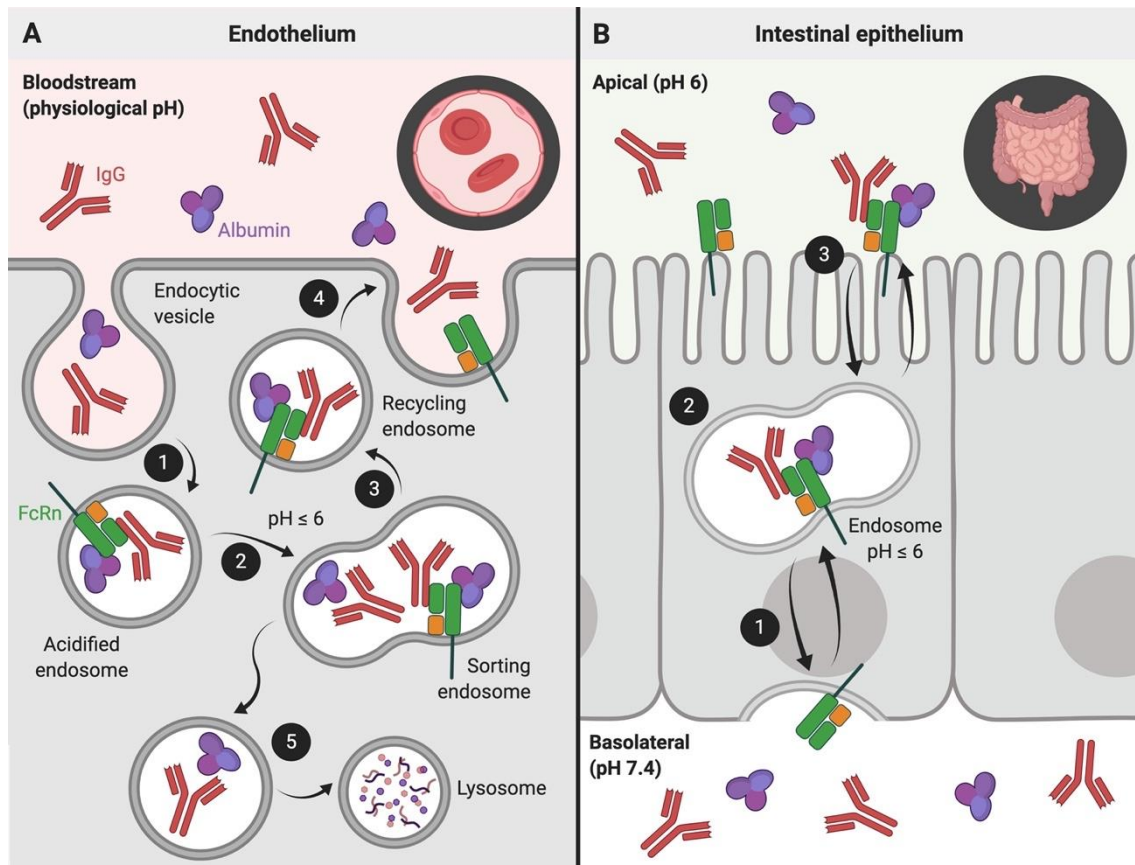 A
Endothelium
Bloodstream
(physiological pH)
IgG
Albumin
Endocytic
vesicle
4
Recycling
endosome
1
3
FcRn
pH ≤ 6
2
Acidified
endosome
Sorting
endosome
5
Lysosome
B
Intestinal epithelium
Apical (pH 6)
3
2
Endosome
pH ≤ 6
1
Basolateral
(pH 7.4)